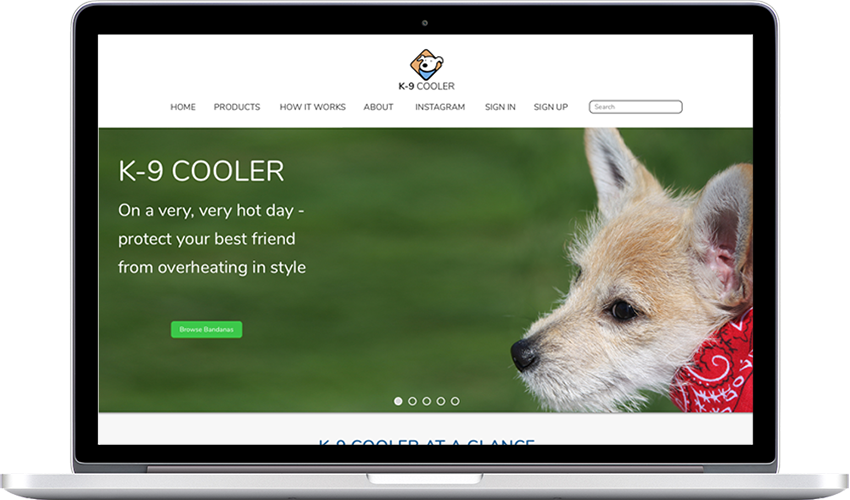 K-9 COOLER
HOME PRODUCTS HOW IT WORKS ABOUT INSTAGRAM SIGN IN SIGN UP Search
K-9 COOLER
On a very, very hot day -
protect your best friend
from overheating in style
Browse Bandanas
K-9 COOLER AT A GLANCE